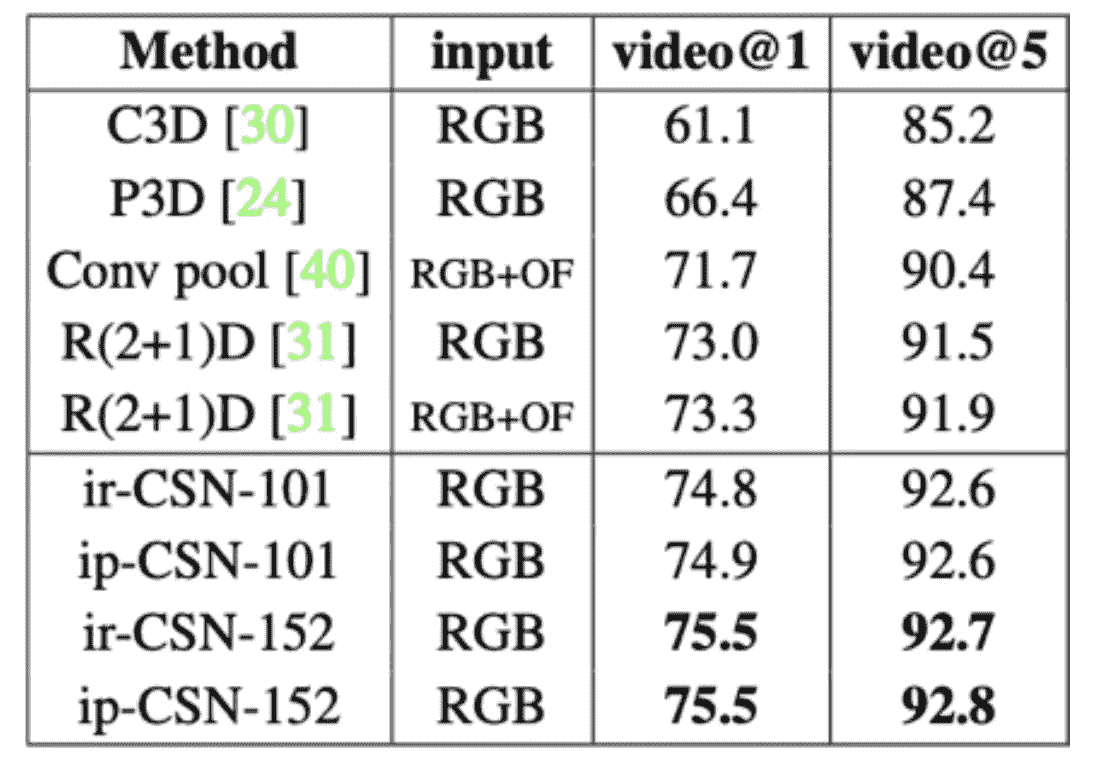 Method input video@1 video@5
C3D [30] RGB 61.1 85.2
P3D [24] RGB 66.4 87.4
Conv pool [40] RGB+OF 71.7 90.4
R(2+1)D [31] RGB 73.0 91.5
R(2+1)D [31] RGB+OF 73.3 91.9
ir-CSN-101 RGB 74.8 92.6
ip-CSN-101 RGB 74.9 92.6
ir-CSN-152 RGB 75.5 92.7
ip-CSN-152 RGB 75.5 92.8